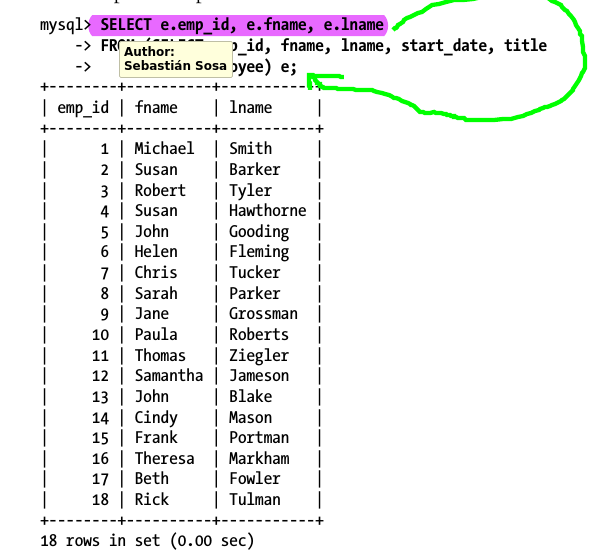 mysql> SELECT e.emp_id, e.fname, e.lname
-> FROM p_id, fname, lname, start_date, title
-> oyee) e;
Author:
Sebastián Sosa
+--------+----------+-----------+
| emp_id | fname | lname |
+--------+----------+-----------+
| 1 | Michael | Smith |
| 2 | Susan | Barker |
| 3 | Robert | Tyler |
| 4 | Susan | Hawthorne |
| 5 | John | Gooding |
| 6 | Helen | Fleming |
| 7 | Chris | Tucker |
| 8 | Sarah | Parker |
| 9 | Jane | Grossman |
| 10 | Paula | Roberts |
| 11 | Thomas | Ziegler |
| 12 | Samantha | Jameson |
| 13 | John | Blake |
| 14 | Cindy | Mason |
| 15 | Frank | Portman |
| 16 | Theresa | Markham |
| 17 | Beth | Fowler |
| 18 | Rick | Tulman |
+--------+----------+-----------+
18 rows in set (0.00 sec)